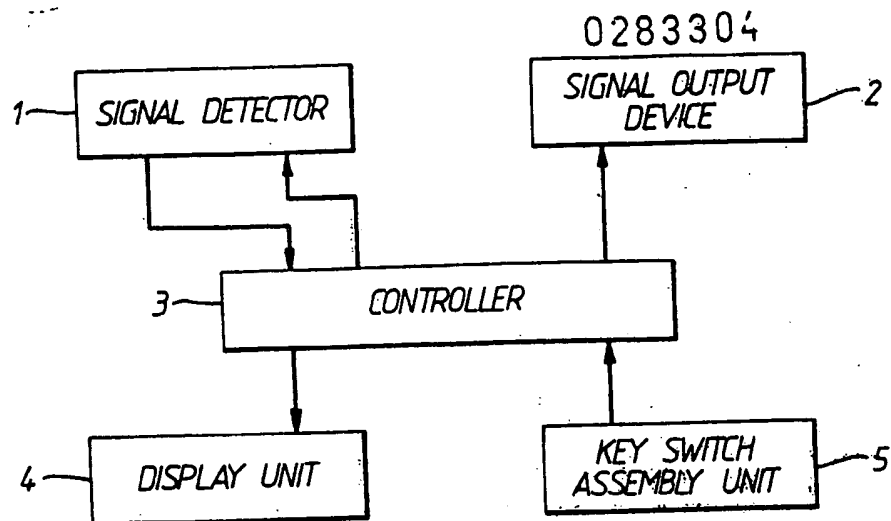 0283304
1
SIGNAL DETECTOR
SIGNAL OUTPUT
DEVICE
2
3
CONTROLLER
4
DISPLAY UNIT
KEY SWITCH
ASSEMBLY UNIT
5